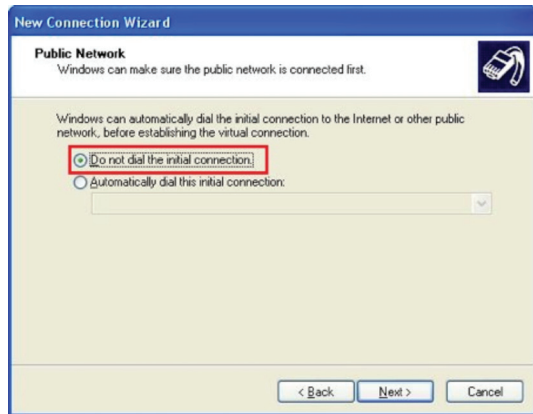 New Connection Wizard
Public Network
Windows can make sure the public network is connected first.
Windows can automatically dial the initial connection to the Internet or other public
network, before establishing the virtual connection.
Do not dial the initial connection.
Automatically dial this initial connection:
< Back
Next >
Cancel